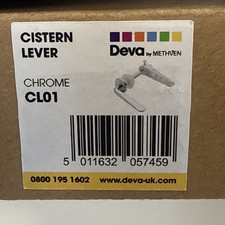 CISTERN
LEVER
Deva by METHVEN
CHROME
CL01
5 011632 057459
0800 195 1602 www.deva-uk.com